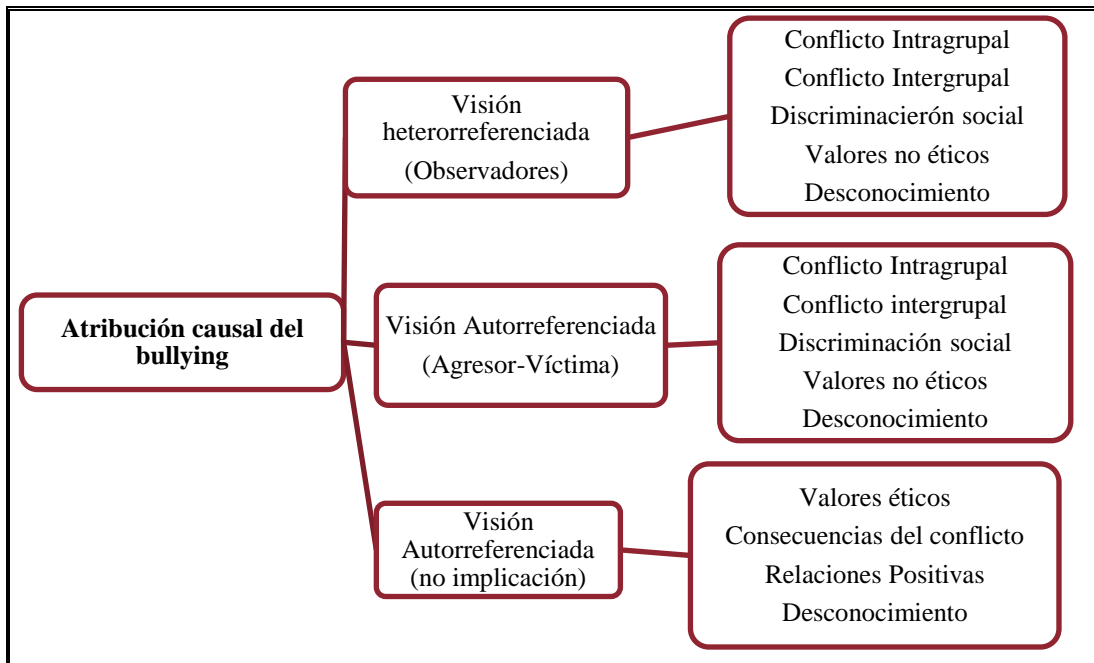 Atribución causal del
bullying
Visión
heterorreferenciada
(Observadores)
Conflicto Intragrupal
Conflicto Intergrupal
Discriminacierón social
Valores no éticos
Desconocimiento
Visión Autorreferenciada
(Agresor-Víctima)
Conflicto Intragrupal
Conflicto intergrupal
Discriminación social
Valores no éticos
Desconocimiento
Visión
Autorreferenciada
(no implicación)
Valores éticos
Consecuencias del conflicto
Relaciones Positivas
Desconocimiento